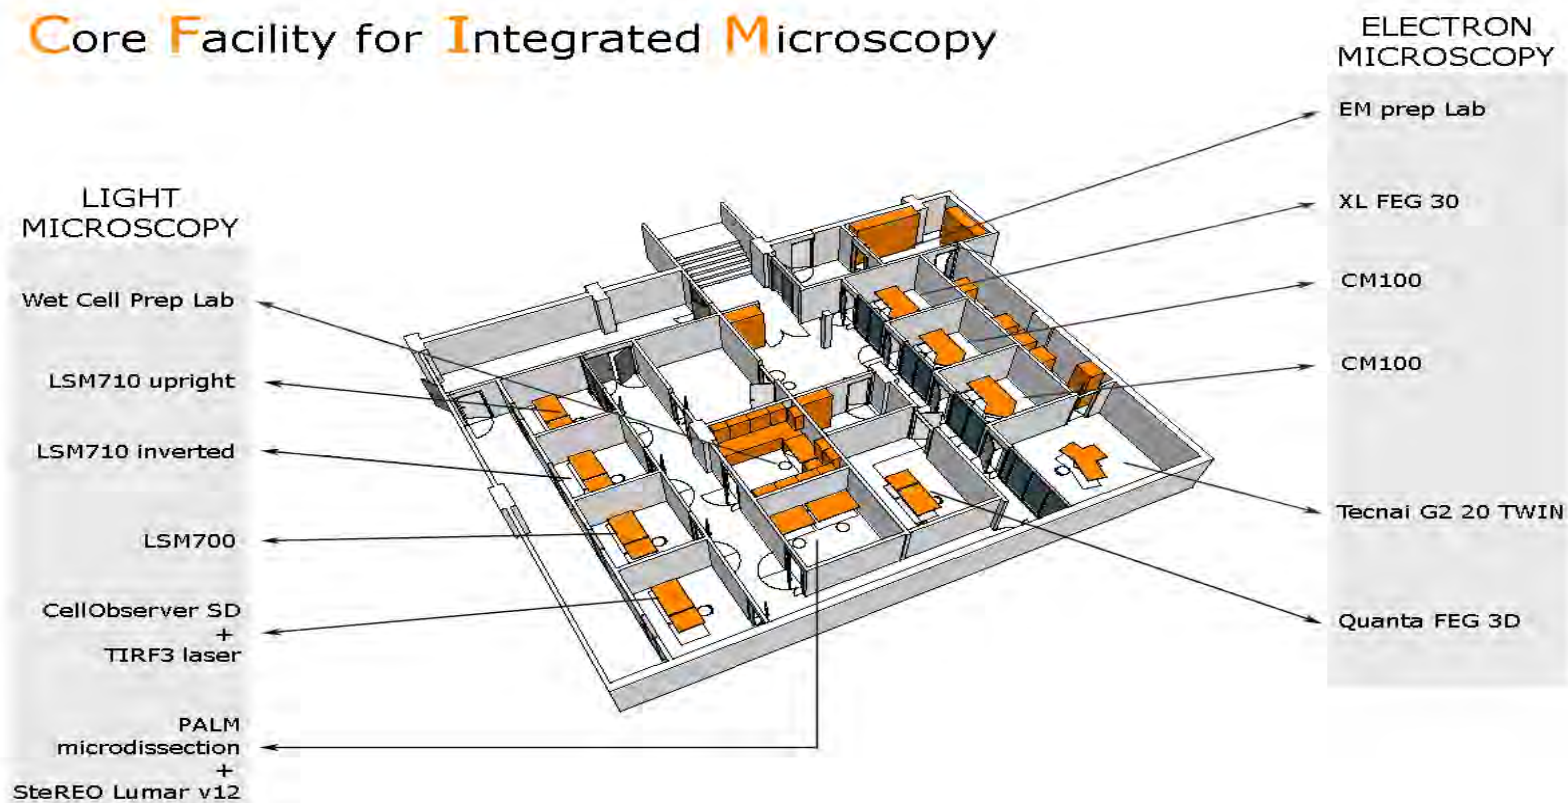 Core Facility for Integrated Microscopy
LIGHT
MICROSCOPY
Wet Cell Prep Lab
LSM710 upright
LSM710 inverted
LSM700
CellObserver SD
+
TIRF3 laser
PALM
microdissection
+
SteREO Lumar v12
ELECTRON
MICROSCOPY
EM prep Lab
XL FEG 30
CM100
CM100
Tecnai G2 20 TWIN
Quanta FEG 3D